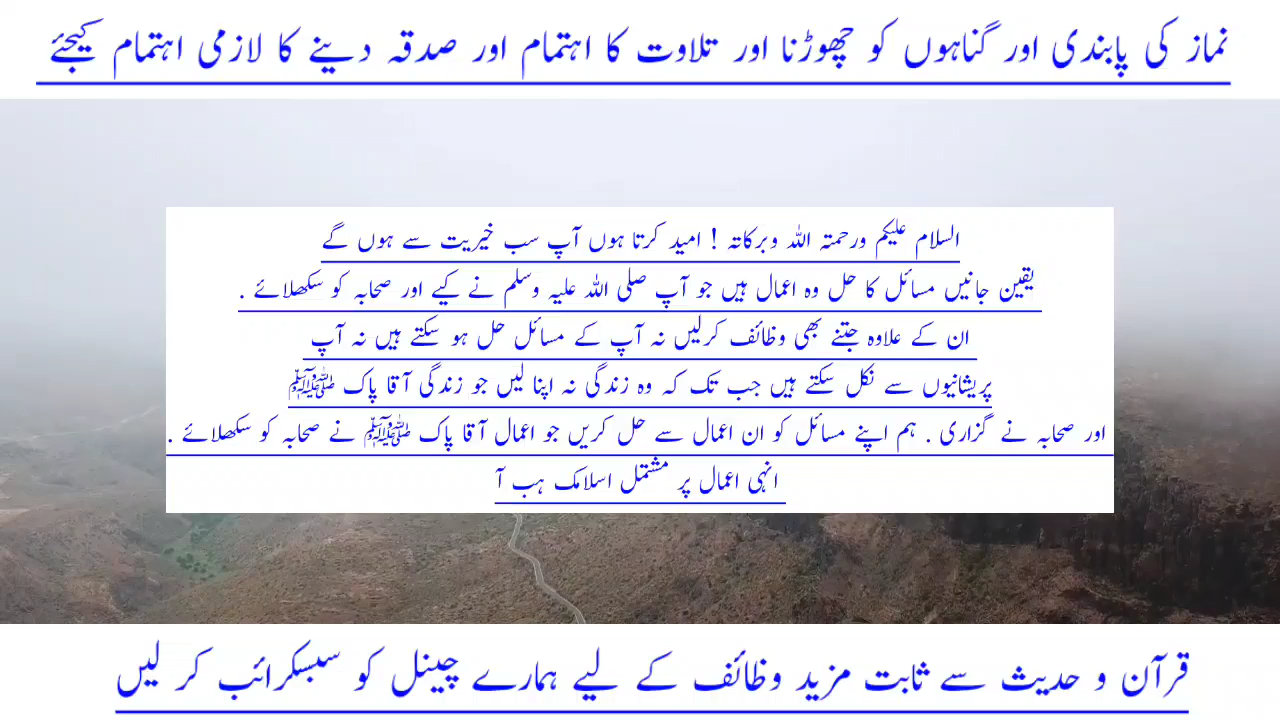 نماز کی پابندی اور گناہوں کو چھوڑنا اور تلاوت کا اہتمام اور صدقہ دینے کا لازمی اہتمام کیجئے
السلام علیکم ورحمتہ اللہ وبرکاتہ ! امید کرتا ہوں آپ سب خیریت سے ہوں گے
یقین جانیں مسائل کا حل وہ اعمال ہیں جو آپ صلی اللہ علیہ وسلم نے کیے اور صحابہ کو سکھلائے .
ان کے علاوہ جتنے بھی وظائف کرلیں نہ آپ کے مسائل حل ہو سکتے ہیں نہ آپ
پریشانیوں سے نکل سکتے ہیں جب تک کہ وہ زندگی نہ اپنا لیں جو زندگی آقا پاک ﷺ
اور صحابہ نے گزاری . ہم اپنے مسائل کو ان اعمال سے حل کریں جو اعمال آقا پاک ﷺ نے صحابہ کو سکھلائے .
انہی اعمال پر مشتمل اسلامک ہب آ
قرآن و حدیث سے ثابت مزید وظائف کے لیے ہمارے چینل کو سبسکرائب کر لیں